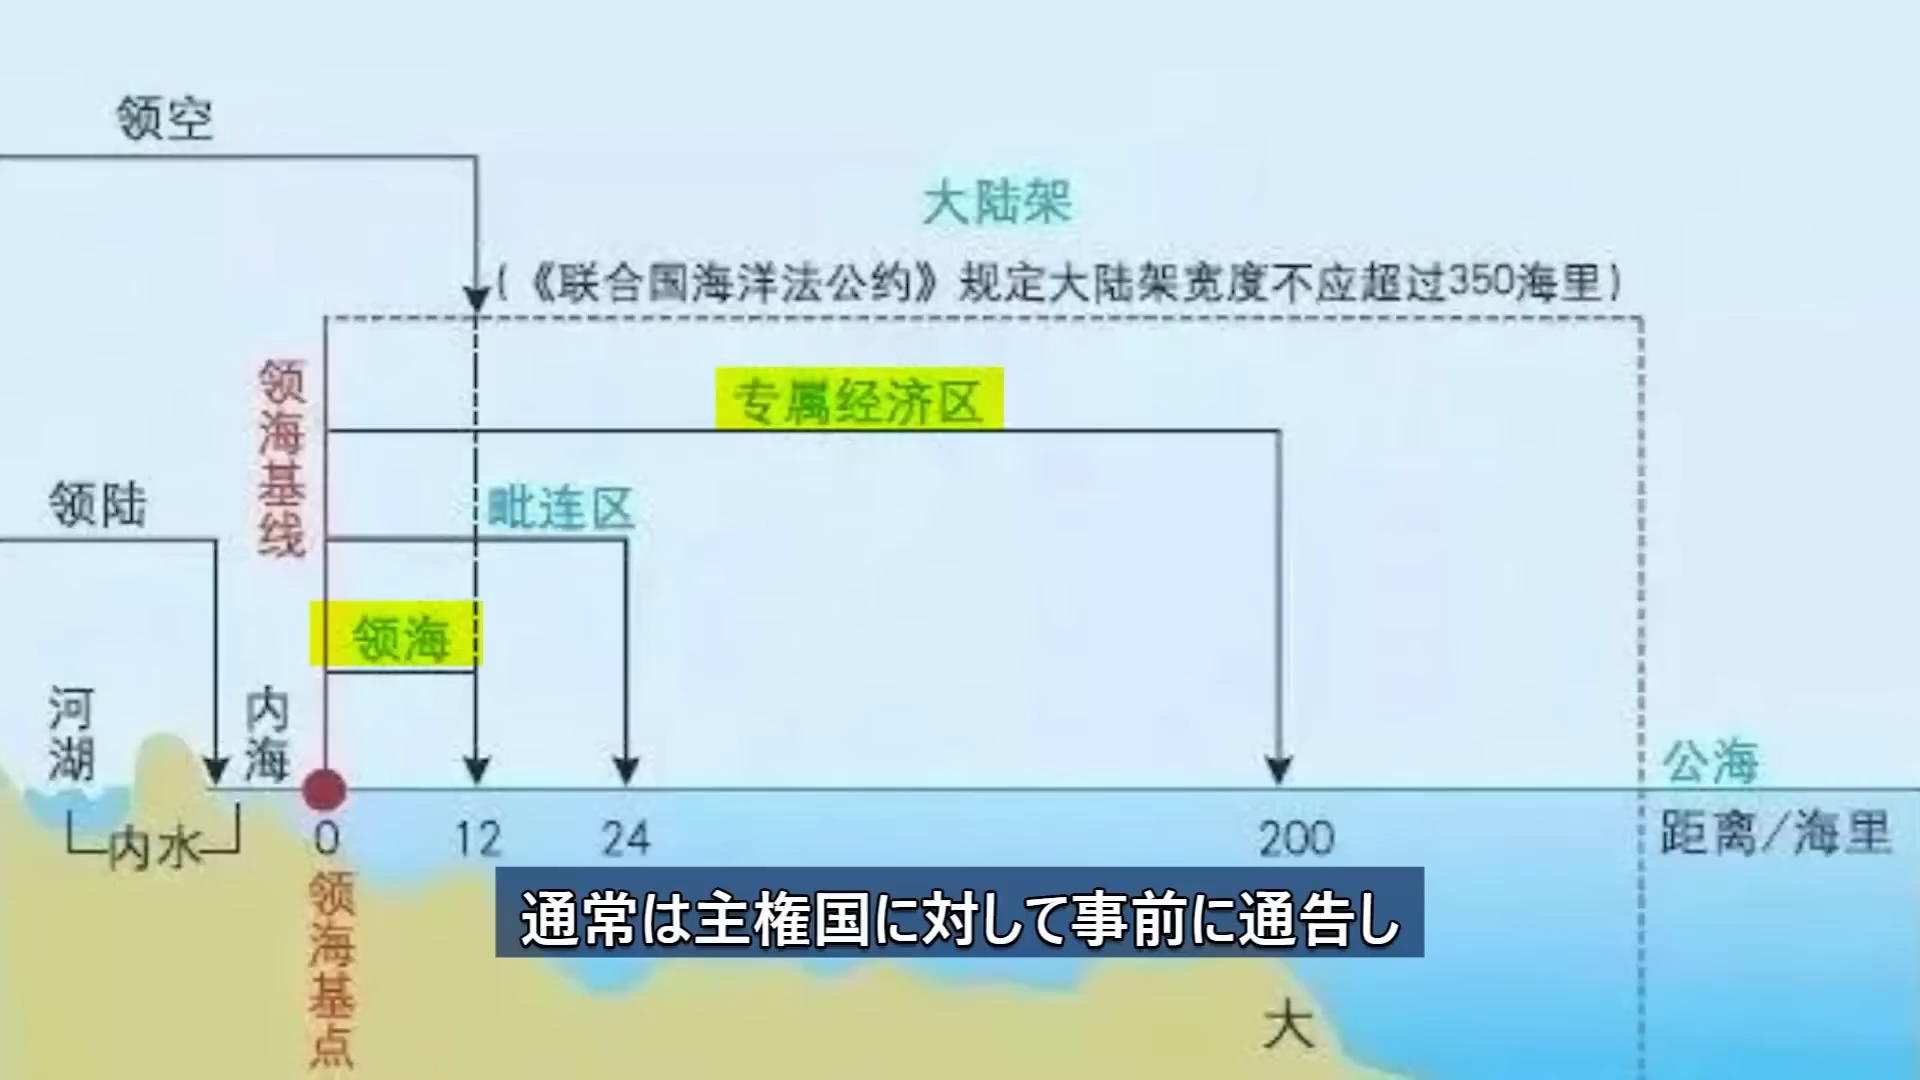 领空
大陆架
(《联合国海洋法公约》规定大陆架宽度不应超过350海里)
领海基线
专属经济区
领陆
毗连区
领海
河湖
内海
公海
内水
0
12
24
200
距离/海里
领海基点
通常は主権国に対して事前に通告し
大